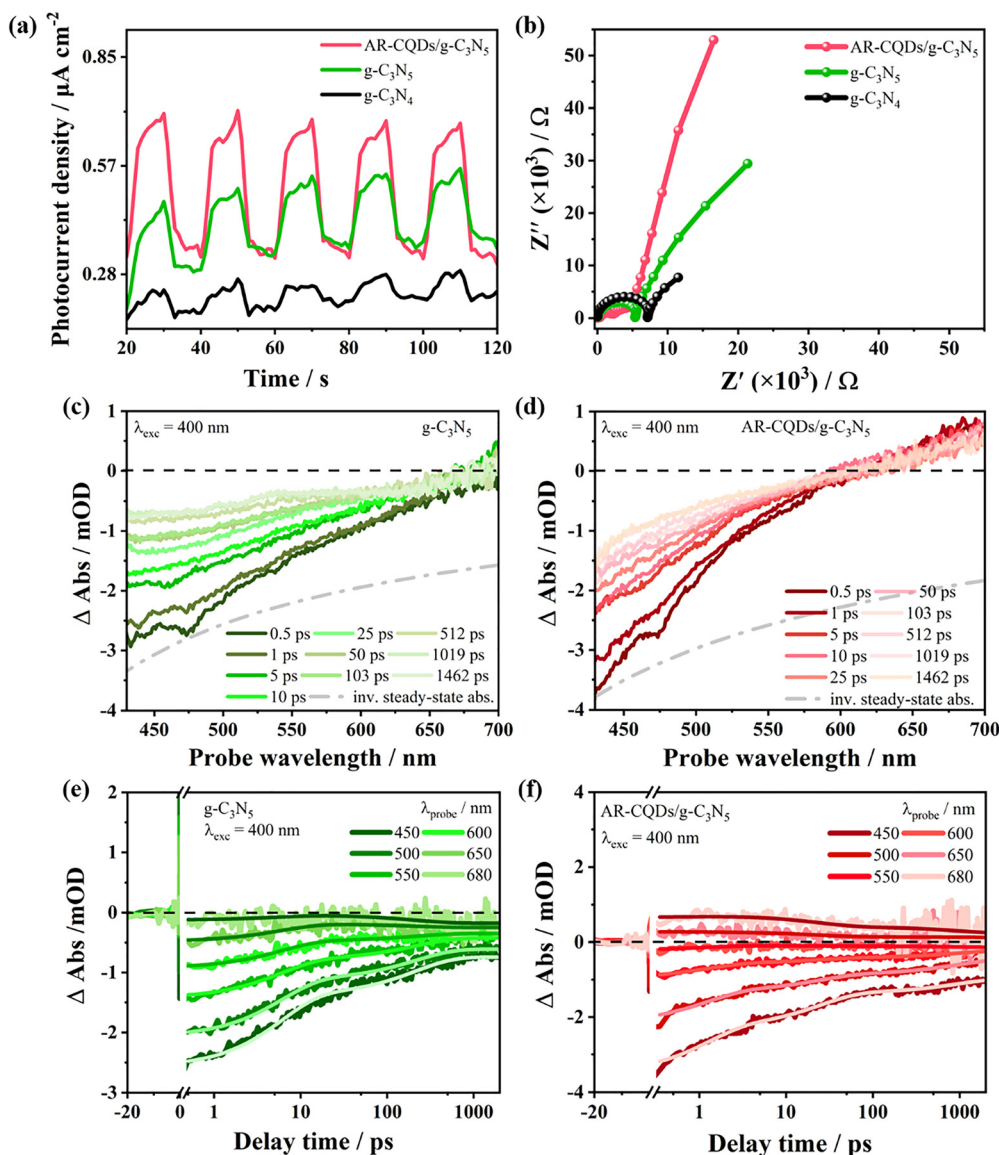 (a)
AR-CQDs/g-C₃N₅
g-C₃N₅
g-C₃N₄
0.85
0.57
0.28
Photocurrent density / μA cm⁻²
20 40 60 80 100 120
Time / s
(b)
AR-CQDs/g-C₃N₅
g-C₃N₅
g-C₃N₄
50
40
30
20
10
0
Z′′ (×10³) / Ω
0 10 20 30 40 50
Z′ (×10³) / Ω
(c)
λexc = 400 nm g-C₃N₅
1
0
-1
-2
-3
-4
Δ Abs / mOD
0.5 ps 25 ps 512 ps
1 ps 50 ps 1019 ps
5 ps 103 ps 1462 ps
10 ps inv. steady-state abs.
450 500 550 600 650 700
Probe wavelength / nm
(d)
λexc = 400 nm AR-CQDs/g-C₃N₅
1
0
-1
-2
-3
-4
Δ Abs / mOD
0.5 ps 50 ps
1 ps 103 ps
5 ps 512 ps
10 ps 1019 ps
25 ps 1462 ps
inv. steady-state abs.
450 500 550 600 650 700
Probe wavelength / nm
(e)
g-C₃N₅ λprobe / nm
λexc = 400 nm
450 600
500 650
550 680
2
1
0
-1
-2
-3
Δ Abs /mOD
-20 0 1 10 100 1000
Delay time / ps
(f)
AR-CQDs/g-C₃N₅ λprobe / nm
λexc = 400 nm
450 600
500 650
550 680
4
2
0
-2
-4
Δ Abs / mOD
-20 1 10 100 1000
Delay time / ps